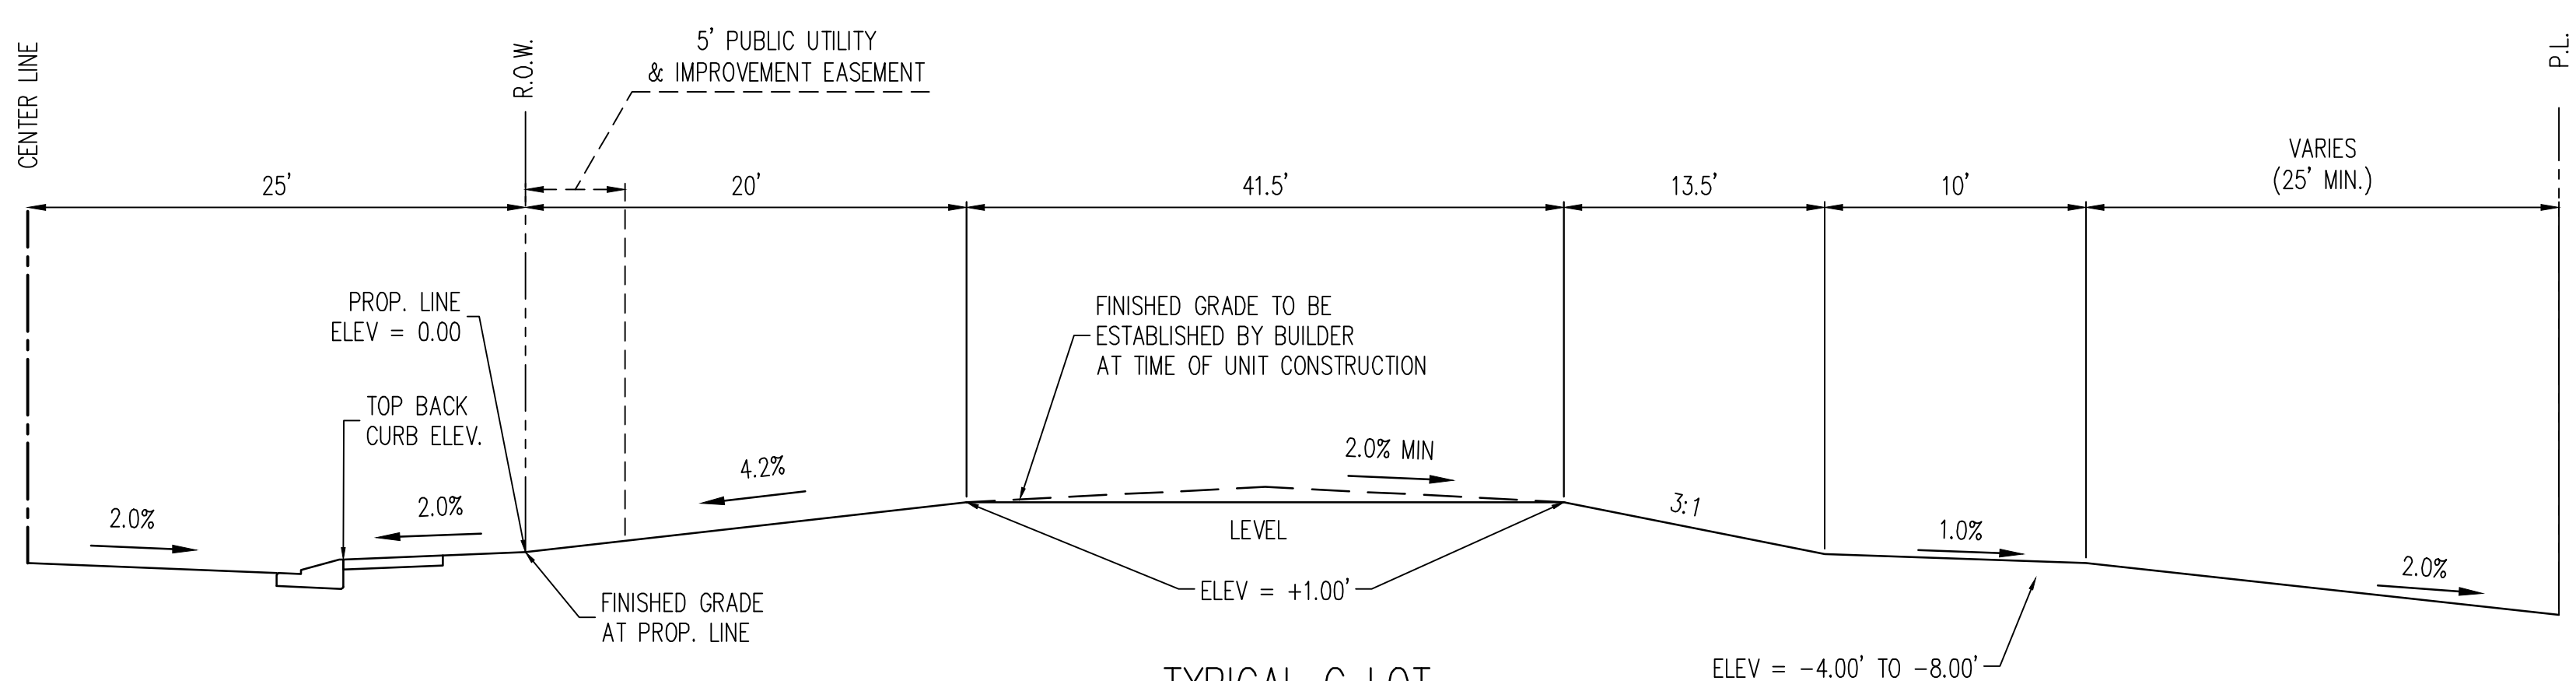 CENTER LINE
R.O.W.
5' PUBLIC UTILITY
& IMPROVEMENT EASEMENT
P.L.
25'
20'
41.5'
13.5'
10'
VARIES
(25' MIN.)
PROP. LINE
ELEV = 0.00
TOP BACK
CURB ELEV.
FINISHED GRADE TO BE
ESTABLISHED BY BUILDER
AT TIME OF UNIT CONSTRUCTION
2.0%
2.0%
4.2%
2.0% MIN
LEVEL
3:1
1.0%
2.0%
ELEV = +1.00'
FINISHED GRADE
AT PROP. LINE
ELEV = -4.00' TO -8.00'
TYPICAL
LOT